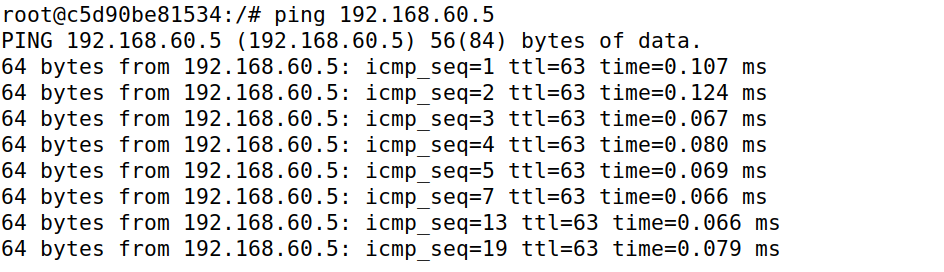 root@c5d90be81534:/# ping 192.168.60.5
PING 192.168.60.5 (192.168.60.5) 56(84) bytes of data.
64 bytes from 192.168.60.5: icmp_seq=1 ttl=63 time=0.107 ms
64 bytes from 192.168.60.5: icmp_seq=2 ttl=63 time=0.124 ms
64 bytes from 192.168.60.5: icmp_seq=3 ttl=63 time=0.067 ms
64 bytes from 192.168.60.5: icmp_seq=4 ttl=63 time=0.080 ms
64 bytes from 192.168.60.5: icmp_seq=5 ttl=63 time=0.069 ms
64 bytes from 192.168.60.5: icmp_seq=7 ttl=63 time=0.066 ms
64 bytes from 192.168.60.5: icmp_seq=13 ttl=63 time=0.066 ms
64 bytes from 192.168.60.5: icmp_seq=19 ttl=63 time=0.079 ms